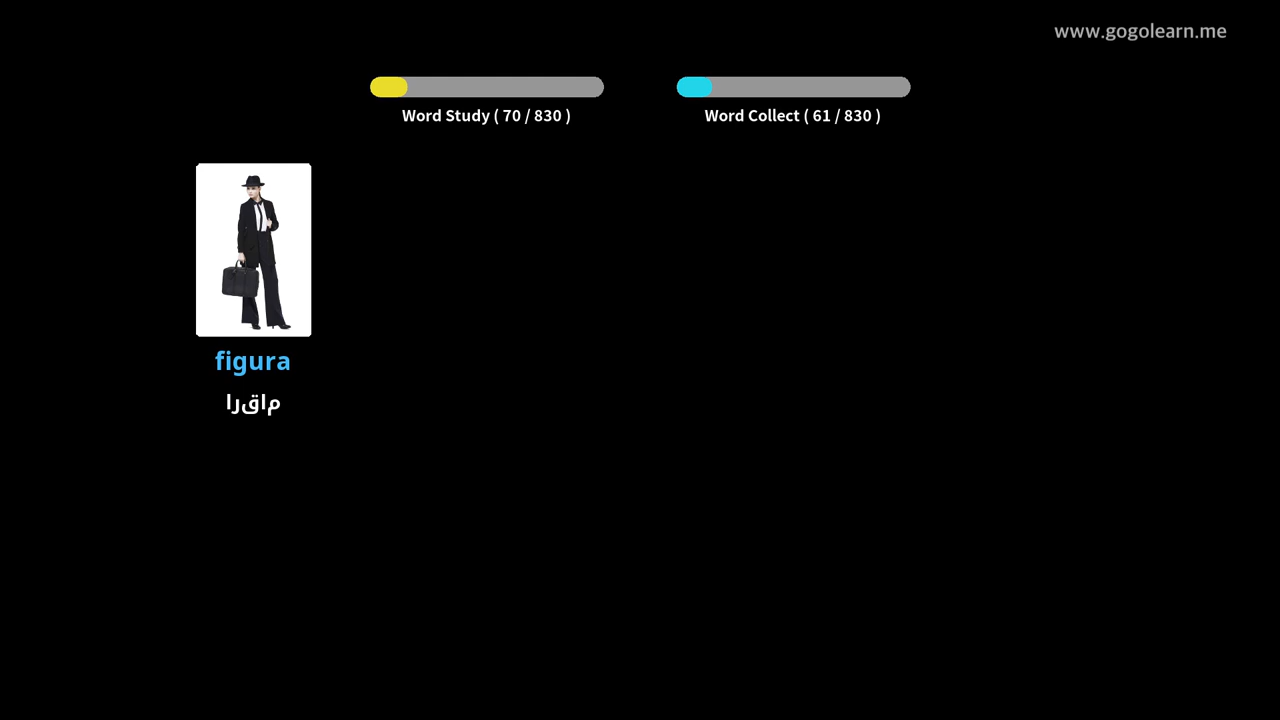 www.gogolearn.me
Word Study ( 70 / 830 )
Word Collect ( 61 / 830 )
figura
ماقرا